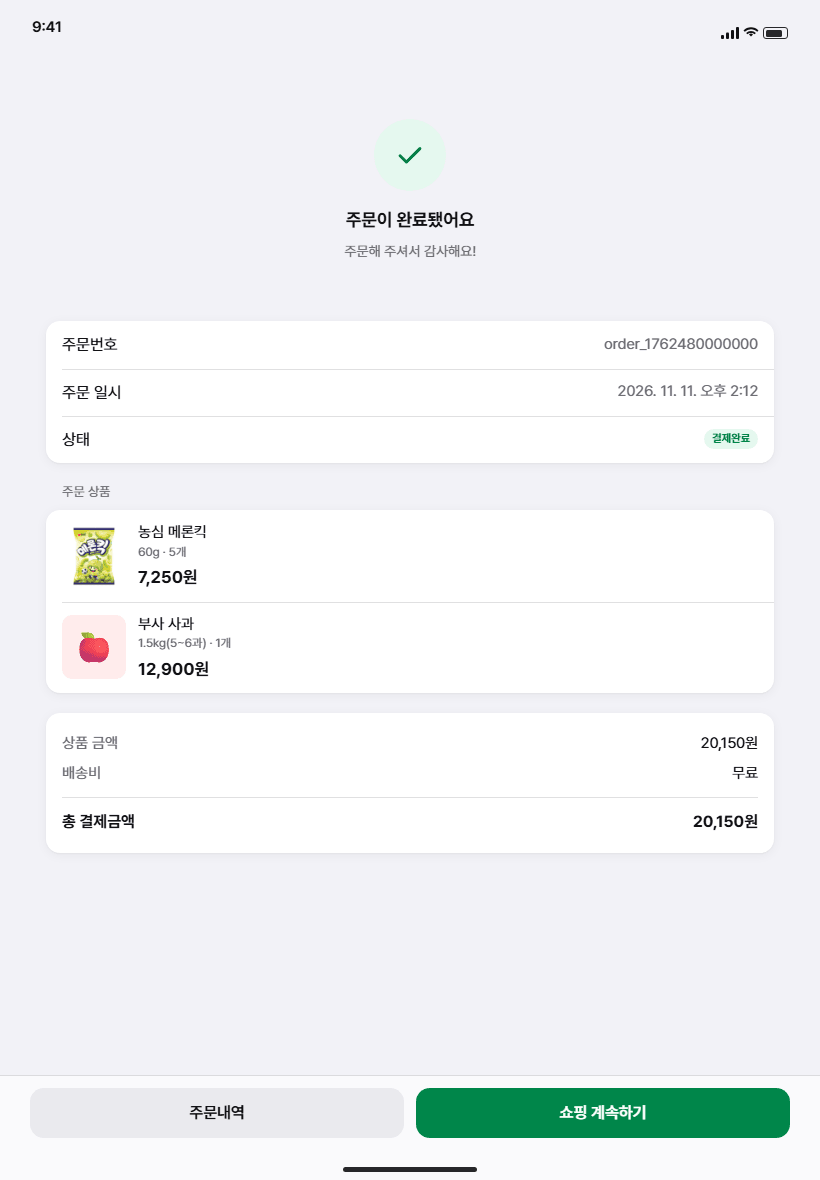 9:41
주문이 완료됐어요
주문해 주셔서 감사해요!
주문번호
order_1762480000000
주문 일시
2026. 11. 11. 오후 2:12
상태
결제완료
주문 상품
메론킥
농심 메론킥
60g · 5개
7,250원
부사 사과
1.5kg(5~6과) · 1개
12,900원
상품 금액
20,150원
배송비
무료
총 결제금액
20,150원
주문내역
쇼핑 계속하기